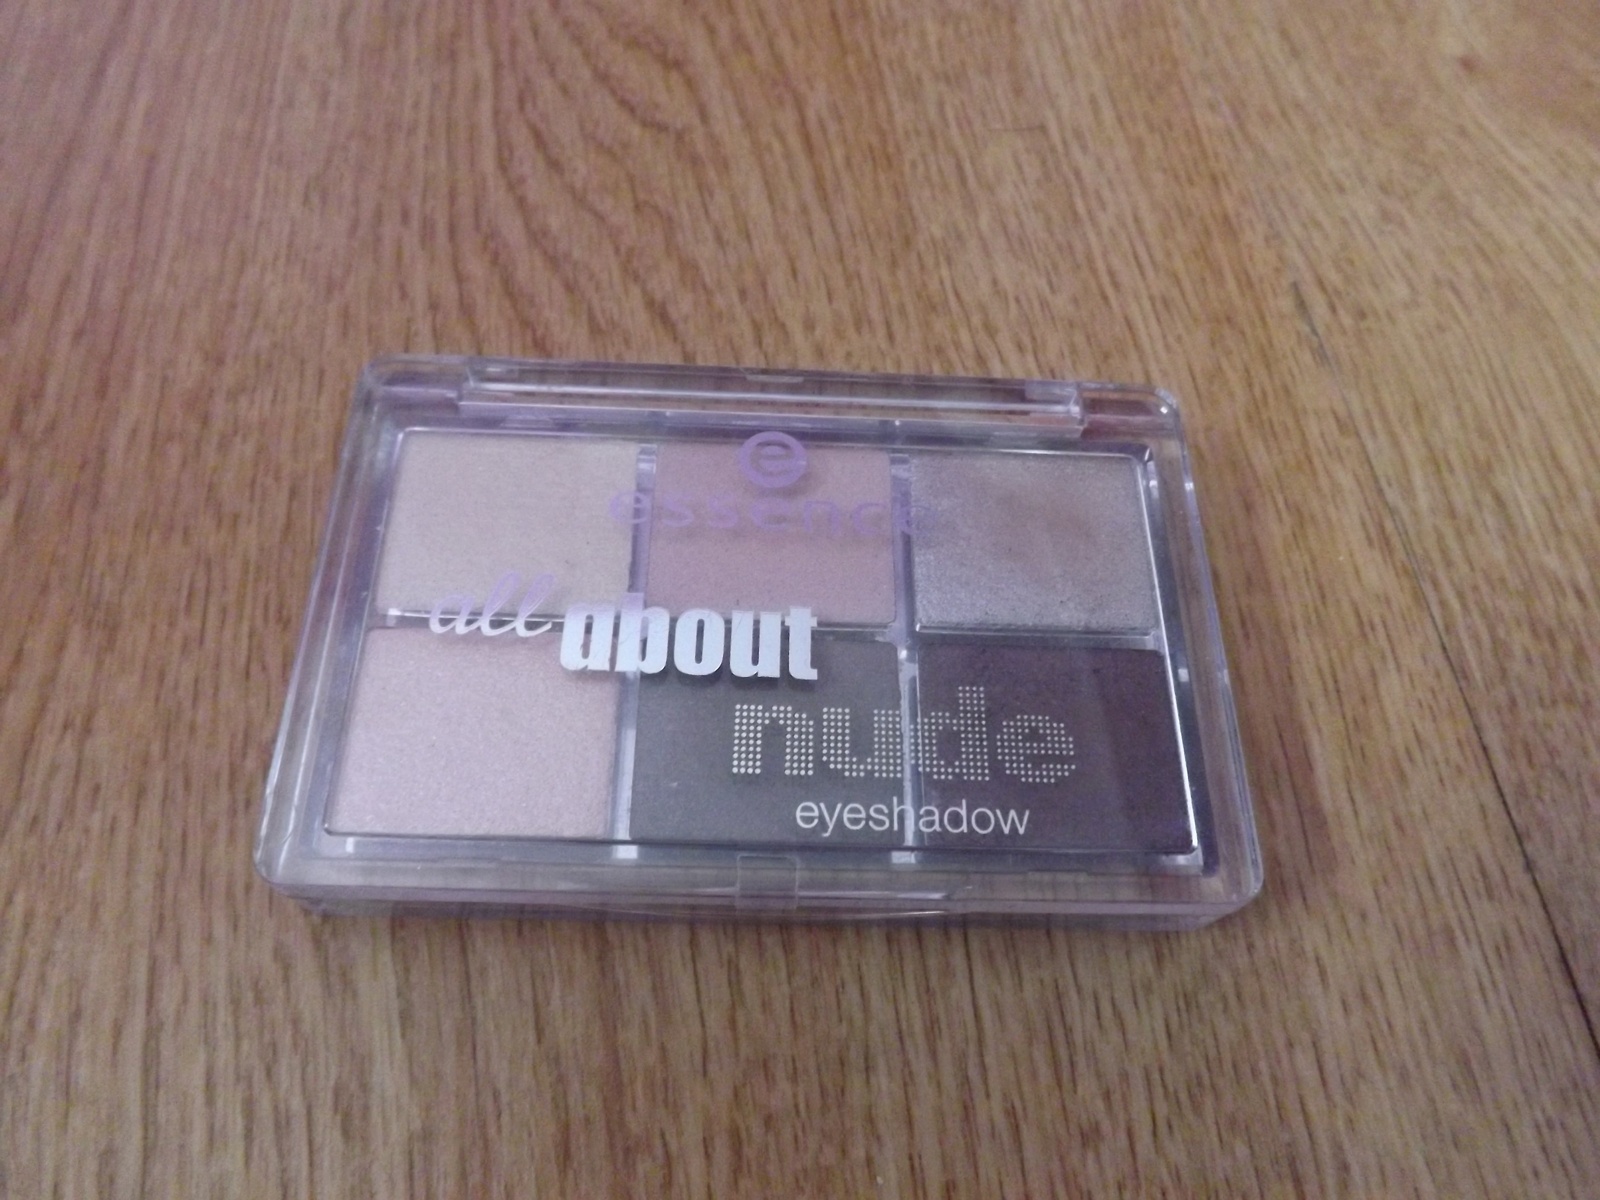 e
essence
all about
nude
eyeshadow